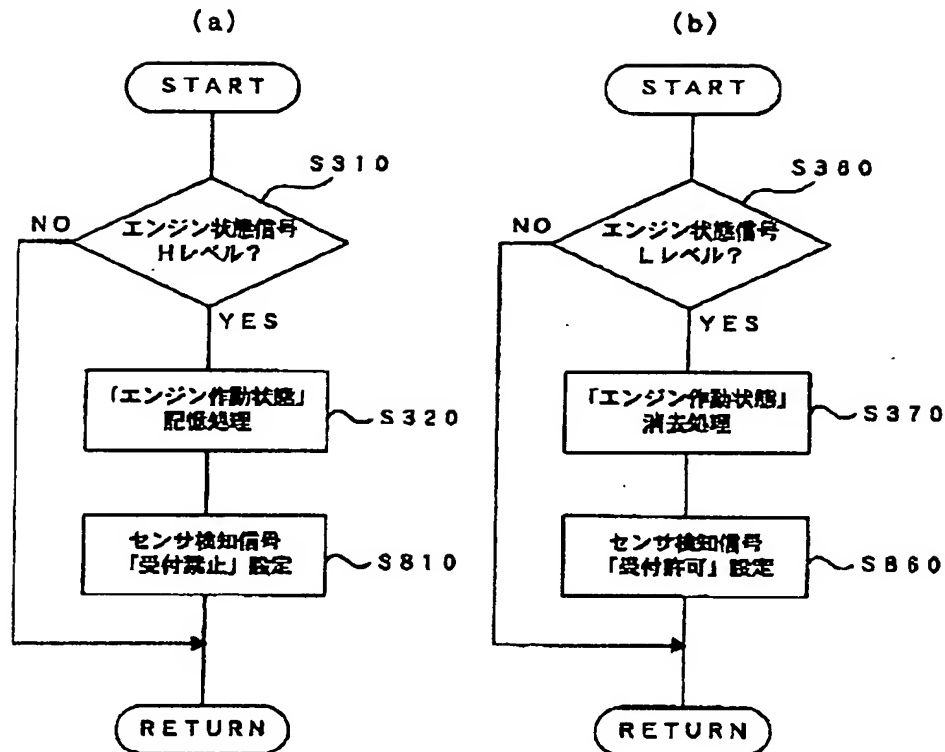 (a)
START
S310
エンジン状態信号
Hレベル?
NO
YES
「エンジン作動状態」
記憶処理
S320
センサ検知信号
「受付禁止」設定
S810
RETURN
(b)
START
S360
エンジン状態信号
Lレベル?
NO
YES
「エンジン作動状態」
消去処理
S370
センサ検知信号
「受付許可」設定
S860
RETURN